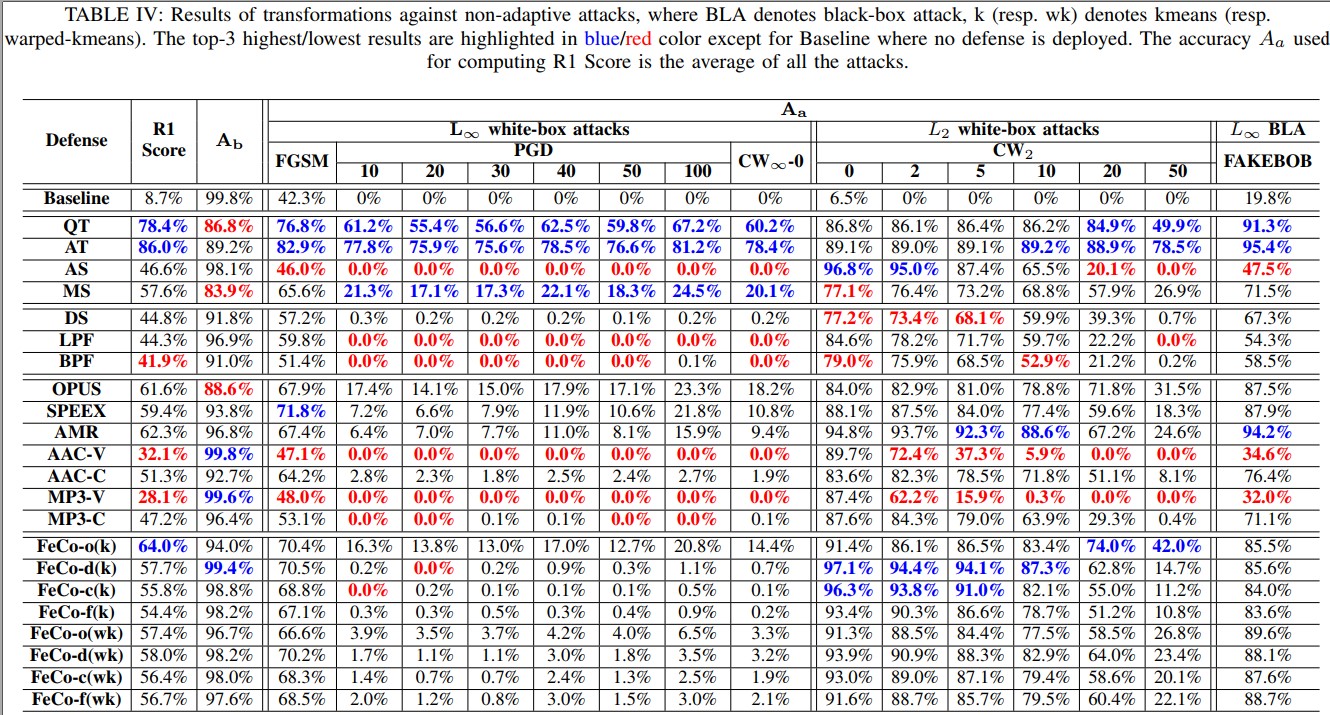 TABLE IV: Results of transformations against non-adaptive attacks, where BLA denotes black-box attack, k (resp. wk) denotes kmeans (resp.
warped-kmeans). The top-3 highest/lowest results are highlighted in blue/red color except for Baseline where no defense is deployed. The accuracy A_a used
for computing R1 Score is the average of all the attacks.
Defense R1 Score A_b A_a
L∞ white-box attacks L2 white-box attacks L∞ BLA
FGSM PGD CW∞-0 CW2 FAKEBOB
10 20 30 40 50 100 0 2 5 10 20 50
Baseline 8.7% 99.8% 42.3% 0% 0% 0% 0% 0% 0% 0% 6.5% 0% 0% 0% 0% 0% 19.8%
QT 78.4% 86.8% 76.8% 61.2% 55.4% 56.6% 62.5% 59.8% 67.2% 60.2% 86.8% 86.1% 86.4% 86.2% 84.9% 49.9% 91.3%
AT 86.0% 89.2% 82.9% 77.8% 75.9% 75.6% 78.5% 76.6% 81.2% 78.4% 89.1% 89.0% 89.1% 89.2% 88.9% 78.5% 95.4%
AS 46.6% 98.1% 46.0% 0.0% 0.0% 0.0% 0.0% 0.0% 0.0% 0.0% 96.8% 95.0% 87.4% 65.5% 20.1% 0.0% 47.5%
MS 57.6% 83.9% 65.6% 21.3% 17.1% 17.3% 22.1% 18.3% 24.5% 20.1% 77.1% 76.4% 73.2% 68.8% 57.9% 26.9% 71.5%
DS 44.8% 91.8% 57.2% 0.3% 0.2% 0.2% 0.2% 0.1% 0.2% 0.2% 77.2% 73.4% 68.1% 59.9% 39.3% 0.7% 67.3%
LPF 44.3% 96.9% 59.8% 0.0% 0.0% 0.0% 0.0% 0.0% 0.0% 0.0% 84.6% 78.2% 71.7% 59.7% 22.2% 0.0% 54.3%
BPF 41.9% 91.0% 51.4% 0.0% 0.0% 0.0% 0.0% 0.0% 0.1% 0.0% 79.0% 75.9% 68.5% 52.9% 21.2% 0.2% 58.5%
OPUS 61.6% 88.6% 67.9% 17.4% 14.1% 15.0% 17.9% 17.1% 23.3% 18.2% 84.0% 82.9% 81.0% 78.8% 71.8% 31.5% 87.5%
SPEEX 59.4% 93.8% 71.8% 7.2% 6.6% 7.9% 11.9% 10.6% 21.8% 10.8% 88.1% 87.5% 84.0% 77.4% 59.6% 18.3% 87.9%
AMR 62.3% 96.8% 67.4% 6.4% 7.0% 7.7% 11.0% 8.1% 15.9% 9.4% 94.8% 93.7% 92.3% 88.6% 67.2% 24.6% 94.2%
AAC-V 32.1% 99.8% 47.1% 0.0% 0.0% 0.0% 0.0% 0.0% 0.0% 0.0% 89.7% 72.4% 37.3% 5.9% 0.0% 0.0% 34.6%
AAC-C 51.3% 92.7% 64.2% 2.8% 2.3% 1.8% 2.5% 2.4% 2.7% 1.9% 83.6% 82.3% 78.5% 71.8% 51.1% 8.1% 76.4%
MP3-V 28.1% 99.6% 48.0% 0.0% 0.0% 0.0% 0.0% 0.0% 0.0% 0.0% 87.4% 62.2% 15.9% 0.3% 0.0% 0.0% 32.0%
MP3-C 47.2% 96.4% 53.1% 0.0% 0.0% 0.1% 0.1% 0.0% 0.0% 0.1% 87.6% 84.3% 79.0% 63.9% 29.3% 0.4% 71.1%
FeCo-o(k) 64.0% 94.0% 70.4% 16.3% 13.8% 13.0% 17.0% 12.7% 20.8% 14.4% 91.4% 86.1% 86.5% 83.4% 74.0% 42.0% 85.5%
FeCo-d(k) 57.7% 99.4% 70.5% 0.2% 0.0% 0.2% 0.9% 0.3% 1.1% 0.7% 97.1% 94.4% 94.1% 87.3% 62.8% 14.7% 85.6%
FeCo-c(k) 55.8% 98.8% 68.8% 0.0% 0.2% 0.1% 0.1% 0.1% 0.5% 0.1% 96.3% 93.8% 91.0% 82.1% 55.0% 11.2% 84.0%
FeCo-f(k) 54.4% 98.2% 67.1% 0.3% 0.3% 0.5% 0.3% 0.4% 0.9% 0.2% 93.4% 90.3% 86.6% 78.7% 51.2% 10.8% 83.6%
FeCo-o(wk) 57.4% 96.7% 66.6% 3.9% 3.5% 3.7% 4.2% 4.0% 6.5% 3.3% 91.3% 88.5% 84.4% 77.5% 58.5% 26.8% 89.6%
FeCo-d(wk) 58.0% 98.2% 70.2% 1.7% 1.1% 1.1% 3.0% 1.8% 3.5% 3.2% 93.9% 90.9% 88.3% 82.9% 64.0% 23.4% 88.1%
FeCo-c(wk) 56.4% 98.0% 68.3% 1.4% 0.7% 0.7% 2.4% 1.3% 2.5% 1.9% 93.0% 89.0% 87.1% 79.4% 58.6% 20.1% 87.6%
FeCo-f(wk) 56.7% 97.6% 68.5% 2.0% 1.2% 0.8% 3.0% 1.5% 3.0% 2.1% 91.6% 88.7% 85.7% 79.5% 60.4% 22.1% 88.7%